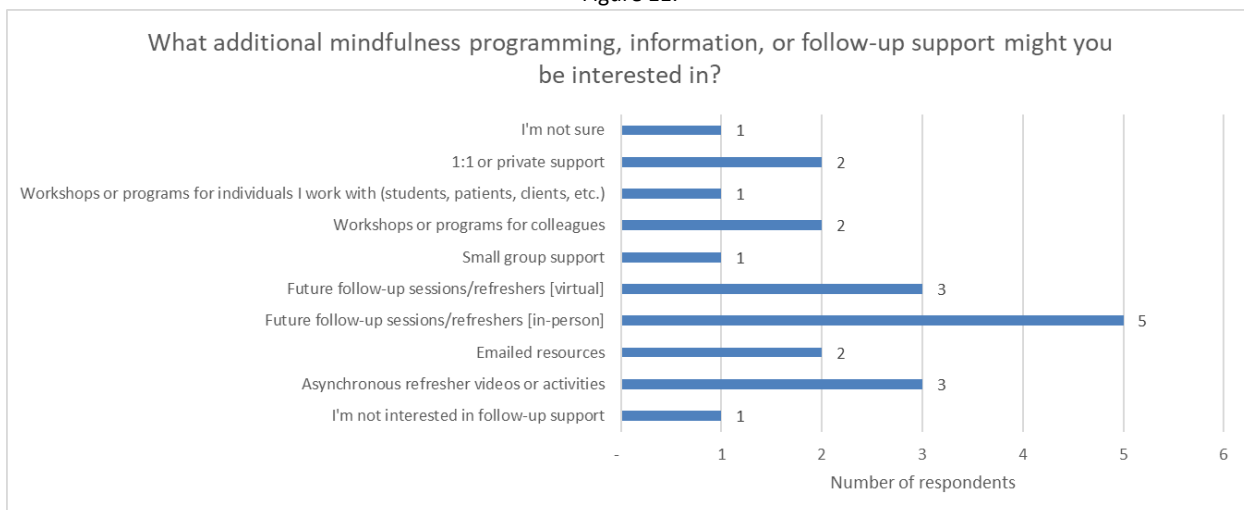 What additional mindfulness programming, information, or follow-up support might you
be interested in?
I'm not sure 1
1:1 or private support 2
Workshops or programs for individuals I work with (students, patients, clients, etc.) 1
Workshops or programs for colleagues 2
Small group support 1
Future follow-up sessions/refreshers [virtual] 3
Future follow-up sessions/refreshers [in-person] 5
Emailed resources 2
Asynchronous refresher videos or activities 3
I'm not interested in follow-up support 1
- 1 2 3 4 5 6
Number of respondents